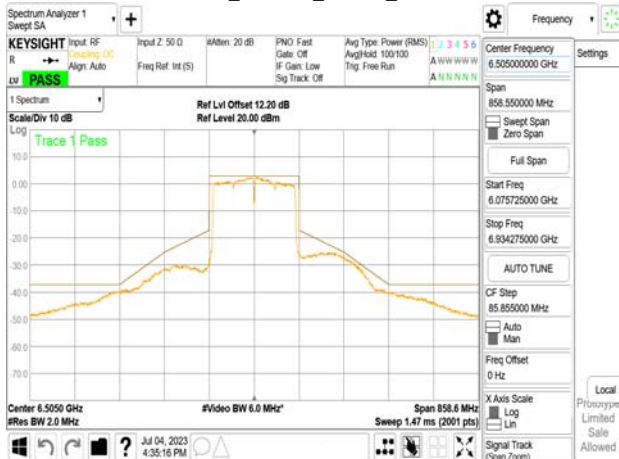 Spectrum Analyzer 1
Swept SA
+
Frequency
KEYSIGHT
R
LV PASS
Input: RF
Coupling: DC
Align: Auto
Input Z: 50 Ω
Freq Ref: Int (S)
#Atten: 20 dB
PNO: Fast
Gate: Off
IF Gain: Low
Sig Track: Off
Avg Type: Power (RMS)
Avg|Hold: 100/100
Trig: Free Run
1 2 3 4 5 6
A W W W W W
A N N N N N
1 Spectrum
Scale/Div 10 dB
Ref Lvl Offset 12.20 dB
Ref Level 20.00 dBm
Log
Trace 1 Pass
10.0
0.00
-10.0
-20.0
-30.0
-40.0
-50.0
-60.0
-70.0
Center 6.5050 GHz
#Res BW 2.0 MHz
#Video BW 6.0 MHz*
Span 858.6 MHz
Sweep 1.47 ms (2001 pts)
Jul 04, 2023
4:35:16 PM
Center Frequency
6.505000000 GHz
Settings
Span
858.550000 MHz
Swept Span
Zero Span
Full Span
Start Freq
6.075725000 GHz
Stop Freq
6.934275000 GHz
AUTO TUNE
CF Step
85.855000 MHz
Auto
Man
Freq Offset
0 Hz
X Axis Scale
Log
Lin
Signal Track
(Span Zoom)
Local
Prototype
Limited
Sale
Allowed